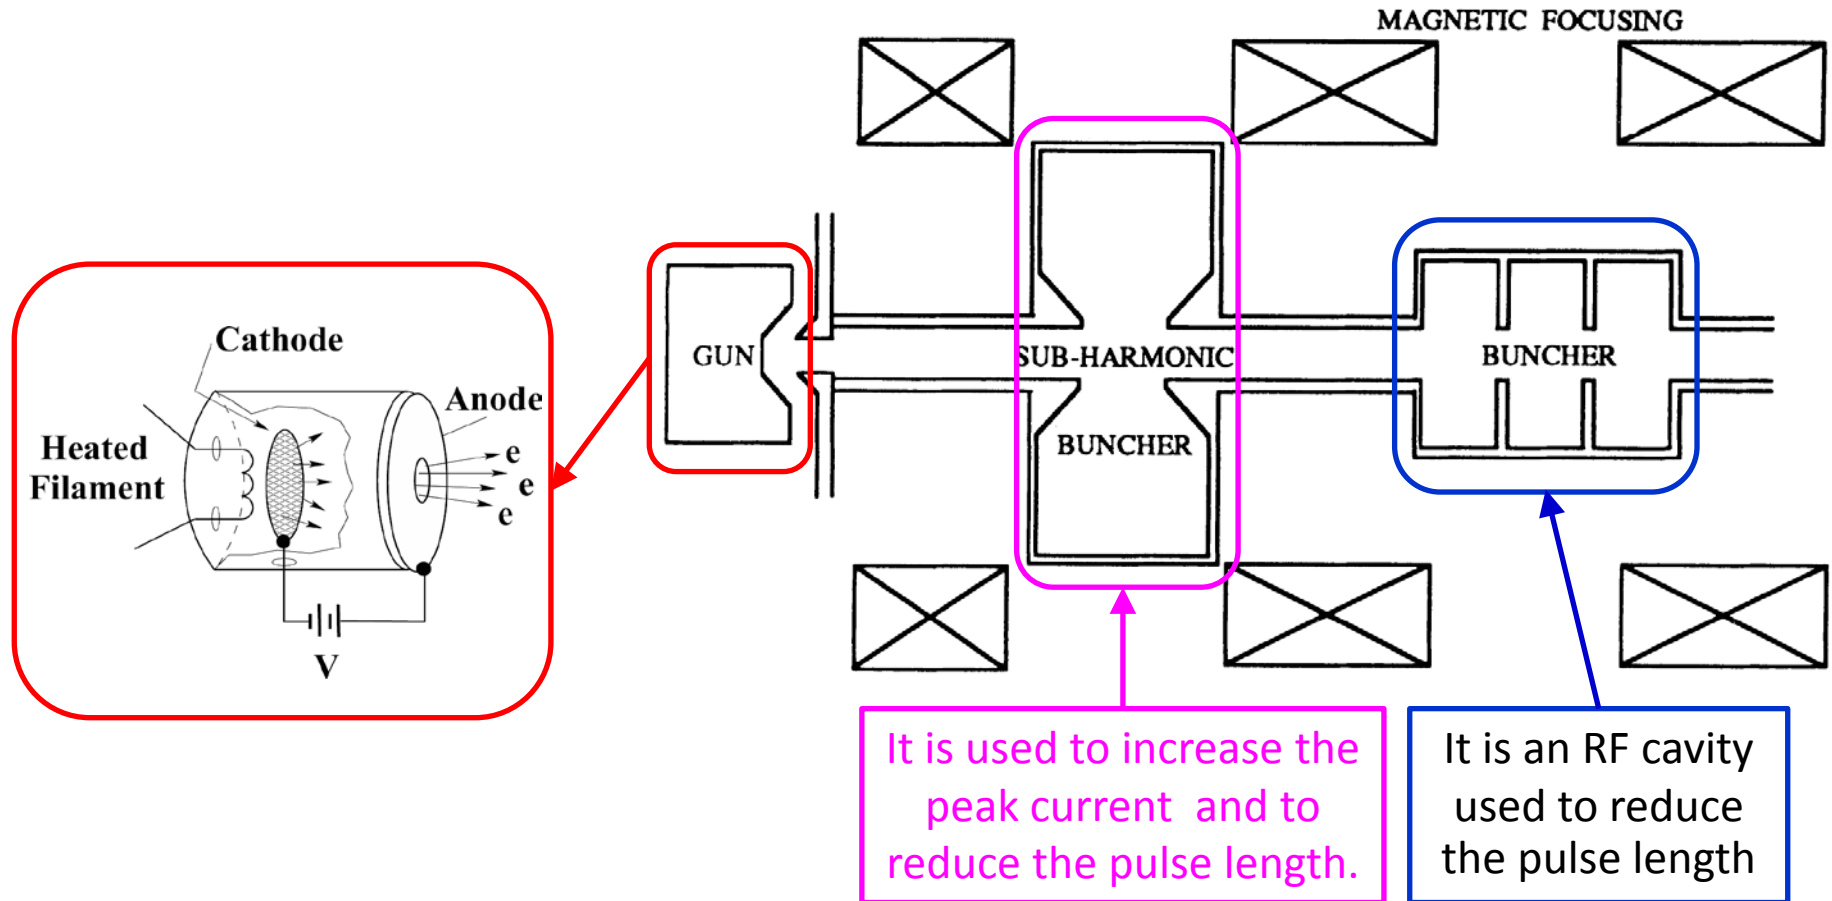 MAGNETIC FOCUSING
Cathode
Anode
Heated
Filament
e
e
e
V
GUN
SUB-HARMONIC
BUNCHER
BUNCHER
It is used to increase the
peak current and to
reduce the pulse length.
It is an RF cavity
used to reduce
the pulse length